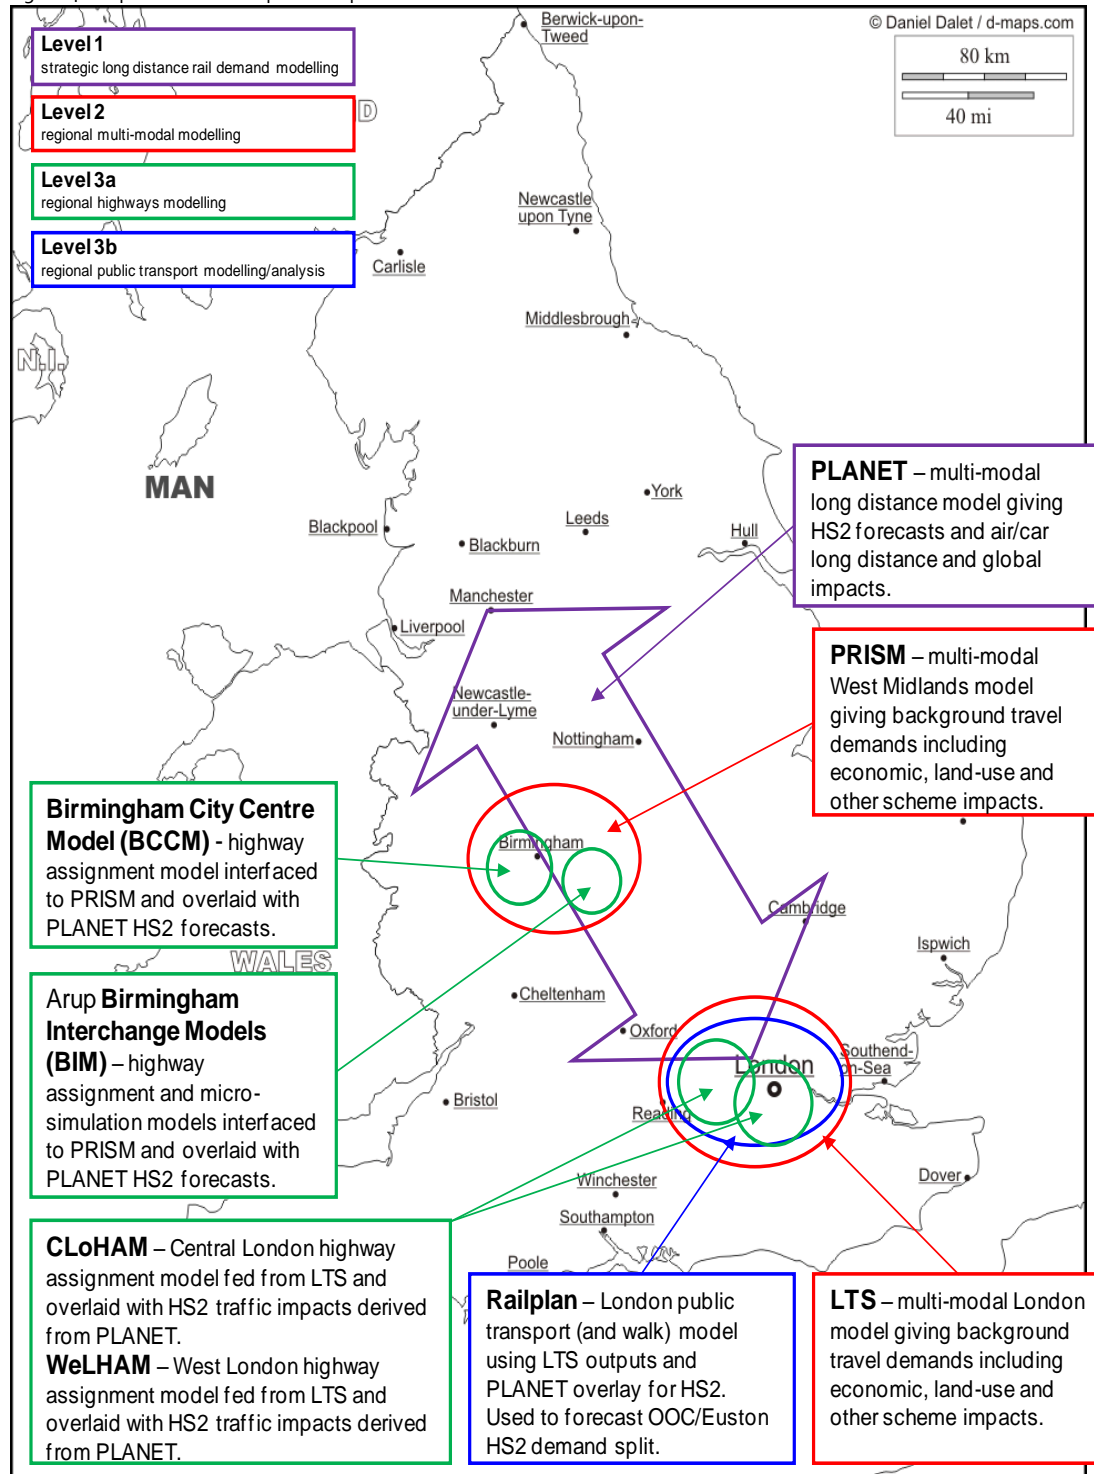 © Daniel Dalet / d-maps.com
80 km
40 mi
Level 1
strategic long distance rail demand modelling
Level 2
regional multi-modal modelling
Level 3a
regional highways modelling
Level 3b
regional public transport modelling/analysis
D
N.I.
MAN
WALES
Berwick-upon-
Tweed
Newcastle
upon Tyne
Carlisle
Middlesbrough
York
Leeds
Hull
Blackpool
Blackburn
Manchester
Liverpool
Newcastle-
under-Lyme
Nottingham
Birmingham
Cambridge
Ispwich
Cheltenham
Oxford
Southend-
on-Sea
London
Bristol
Reading
Dover
Winchester
Southampton
Poole
PLANET – multi-modal
long distance model giving
HS2 forecasts and air/car
long distance and global
impacts.
PRISM – multi-modal
West Midlands model
giving background travel
demands including
economic, land-use and
other scheme impacts.
Birmingham City Centre
Model (BCCM) - highway
assignment model interfaced
to PRISM and overlaid with
PLANET HS2 forecasts.
Arup Birmingham
Interchange Models
(BIM) – highway
assignment and micro-
simulation models interfaced
to PRISM and overlaid with
PLANET HS2 forecasts.
CLoHAM – Central London highway
assignment model fed from LTS and
overlaid with HS2 traffic impacts derived
from PLANET.
WeLHAM – West London highway
assignment model fed from LTS and
overlaid with HS2 traffic impacts derived
from PLANET.
Railplan – London public
transport (and walk) model
using LTS outputs and
PLANET overlay for HS2.
Used to forecast OOC/Euston
HS2 demand split.
LTS – multi-modal London
model giving background
travel demands including
economic, land-use and
other scheme impacts.